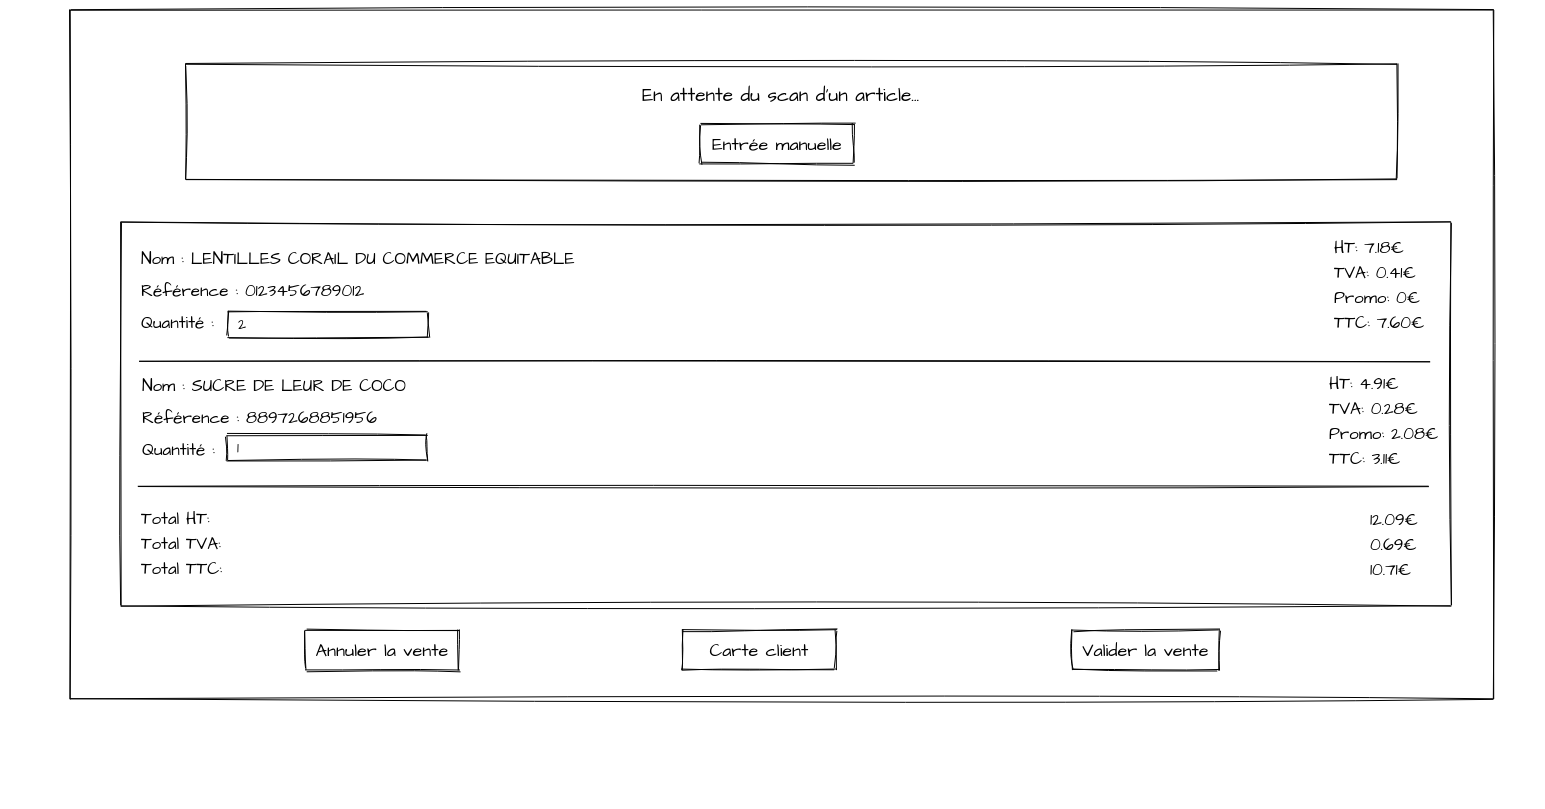 En attente du scan d'un article...
Entrée manuelle
Nom : LENTILLES CORAIL DU COMMERCE EQUITABLE
Référence : 0123456789012
Quantité : 2
HT: 7.18€
TVA: 0.41€
Promo: 0€
TTC: 7.60€
Nom : SUCRE DE LEUR DE COCO
Référence : 8897268851956
Quantité : 1
HT: 4.91€
TVA: 0.28€
Promo: 2.08€
TTC: 3.11€
Total HT: 12.09€
Total TVA: 0.69€
Total TTC: 10.71€
Annuler la vente
Carte client
Valider la vente